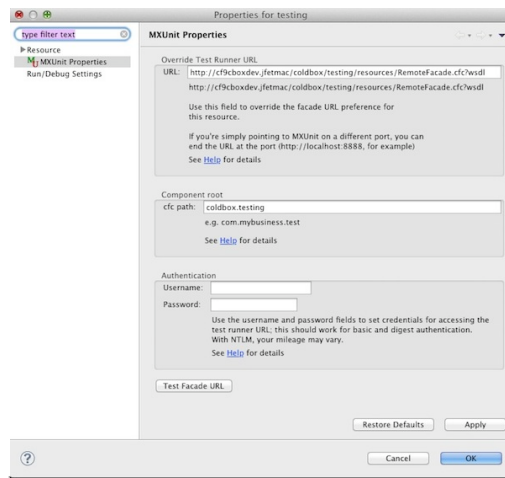 Properties for testing
type filter text
Resource
MXUnit Properties
Run/Debug Settings
MXUnit Properties
Override Test Runner URL
URL: http://cf9cboxdev.jfetmac/coldbox/testing/resources/RemoteFacade.cfc?wsdl
http://cf9cboxdev.jfetmac/coldbox/testing/resources/RemoteFacade.cfc?wsdl
Use this field to override the facade URL preference for
this resource.
If you're simply pointing to MXUnit on a different port, you can
end the URL at the port (http://localhost:8888, for example)
See Help for details
Component root
cfc path: coldbox.testing
e.g. com.mybusiness.test
See Help for details
Authentication
Username:
Password:
Use the username and password fields to set credentials for accessing the
test runner URL; this should work for basic and digest authentication.
With NTLM, your mileage may vary.
See Help for details
Test Facade URL
Restore Defaults Apply
? Cancel OK